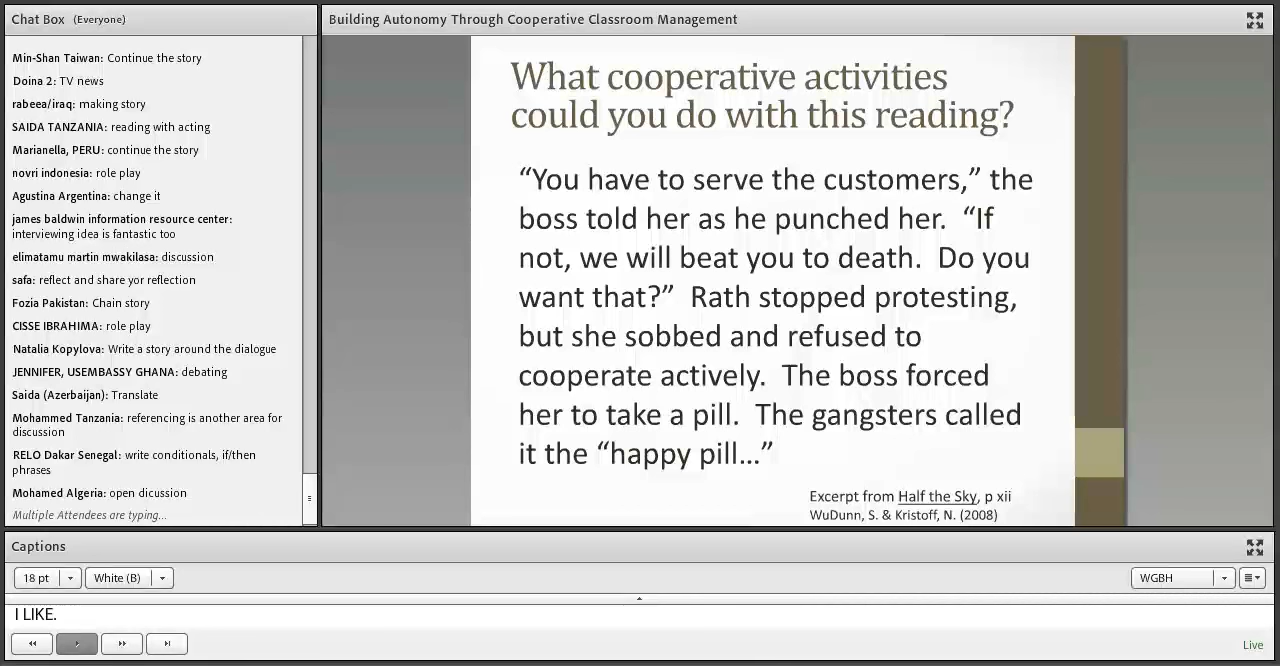 Chat Box (Everyone)
Min-Shan Taiwan: Continue the story
Doina 2: TV news
rabeea/iraq: making story
SAIDA TANZANIA: reading with acting
Marianella, PERU: continue the story
novri indonesia: role play
Agustina Argentina: change it
james baldwin information resource center:
interviewing idea is fantastic too
elimatamu martin mwakilasa: discussion
safa: reflect and share yor reflection
Fozia Pakistan: Chain story
CISSE IBRAHIMA: role play
Natalia Kopylova: Write a story around the dialogue
JENNIFER, USEMBASSY GHANA: debating
Saida (Azerbaijan): Translate
Mohammed Tanzania: referencing is another area for
discussion
RELO Dakar Senegal: write conditionals, if/then
phrases
Mohamed Algeria: open dicussion
Multiple Attendees are typing...
Building Autonomy Through Cooperative Classroom Management
What cooperative activities
could you do with this reading?
“You have to serve the customers,” the
boss told her as he punched her. “If
not, we will beat you to death. Do you
want that?” Rath stopped protesting,
but she sobbed and refused to
cooperate actively. The boss forced
her to take a pill. The gangsters called
it the “happy pill...”
Excerpt from Half the Sky, p xii
WuDunn, S. & Kristoff, N. (2008)
Captions
18 pt
White (B)
WGBH
I LIKE.
Live